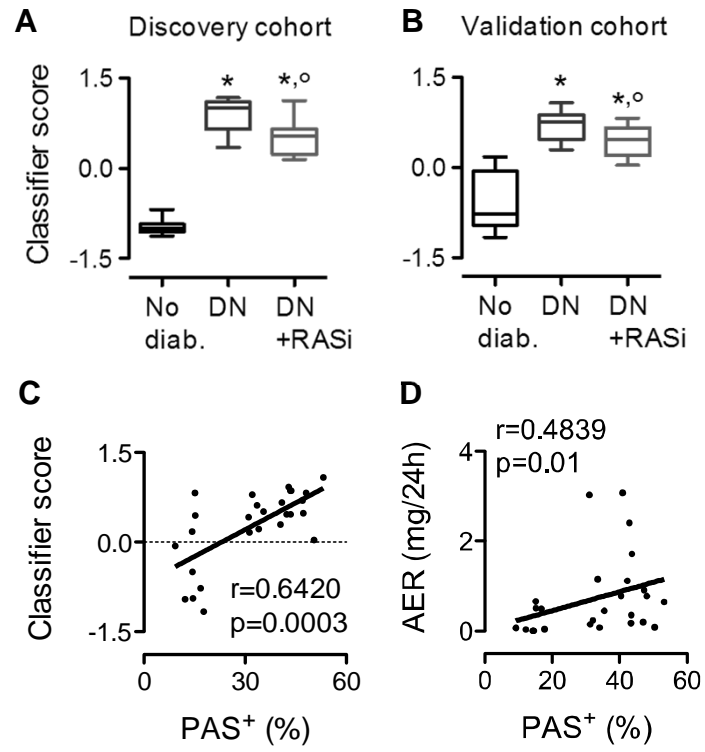 A
Discovery cohort
Classifier score
1.5
0.0
-1.5
*
*,°
No diab.
DN
DN +RASi
B
Validation cohort
1.5
0.0
-1.5
*
*,°
No diab.
DN
DN +RASi
C
Classifier score
1.5
0.0
-1.5
r=0.6420
p=0.0003
0
30
60
PAS⁺ (%)
D
AER (mg/24h)
r=0.4839
p=0.01
4
2
0
0
20
40
60
PAS⁺ (%)